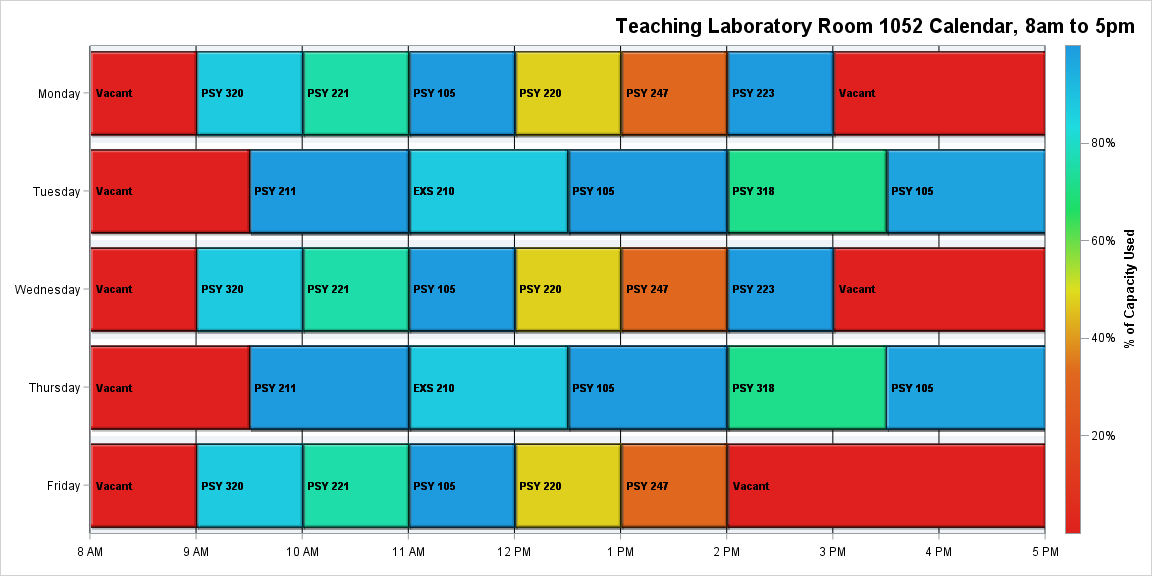 Teaching Laboratory Room 1052 Calendar, 8am to 5pm
Monday
Vacant
PSY 320
PSY 221
PSY 105
PSY 220
PSY 247
PSY 223
Vacant
Tuesday
Vacant
PSY 211
EXS 210
PSY 105
PSY 318
PSY 105
Wednesday
Vacant
PSY 320
PSY 221
PSY 105
PSY 220
PSY 247
PSY 223
Vacant
Thursday
Vacant
PSY 211
EXS 210
PSY 105
PSY 318
PSY 105
Friday
Vacant
PSY 320
PSY 221
PSY 105
PSY 220
PSY 247
Vacant
8 AM
9 AM
10 AM
11 AM
12 PM
1 PM
2 PM
3 PM
4 PM
5 PM
80%
60%
40%
20%
% of Capacity Used